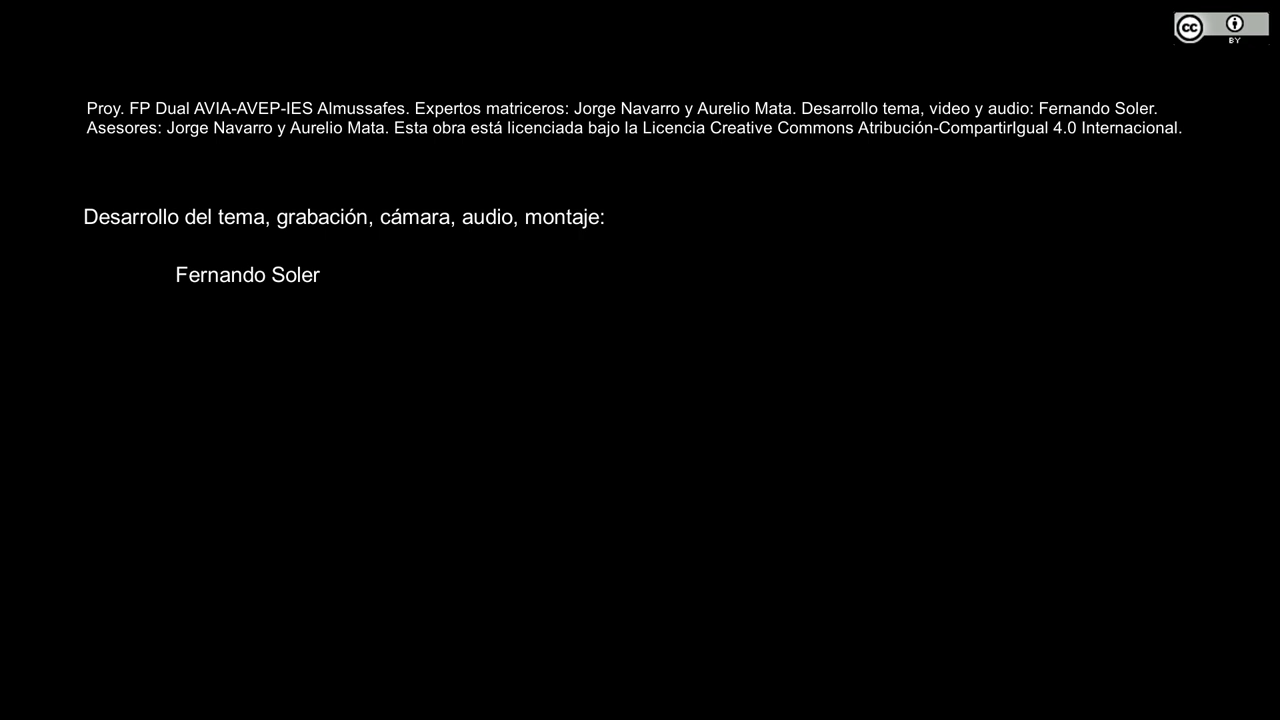 cc
BY
Proy. FP Dual AVIA-AVEP-IES Almussafes. Expertos matriceros: Jorge Navarro y Aurelio Mata. Desarrollo tema, video y audio: Fernando Soler.
Asesores: Jorge Navarro y Aurelio Mata. Esta obra está licenciada bajo la Licencia Creative Commons Atribución-CompartirIgual 4.0 Internacional.
Desarrollo del tema, grabación, cámara, audio, montaje:
Fernando Soler